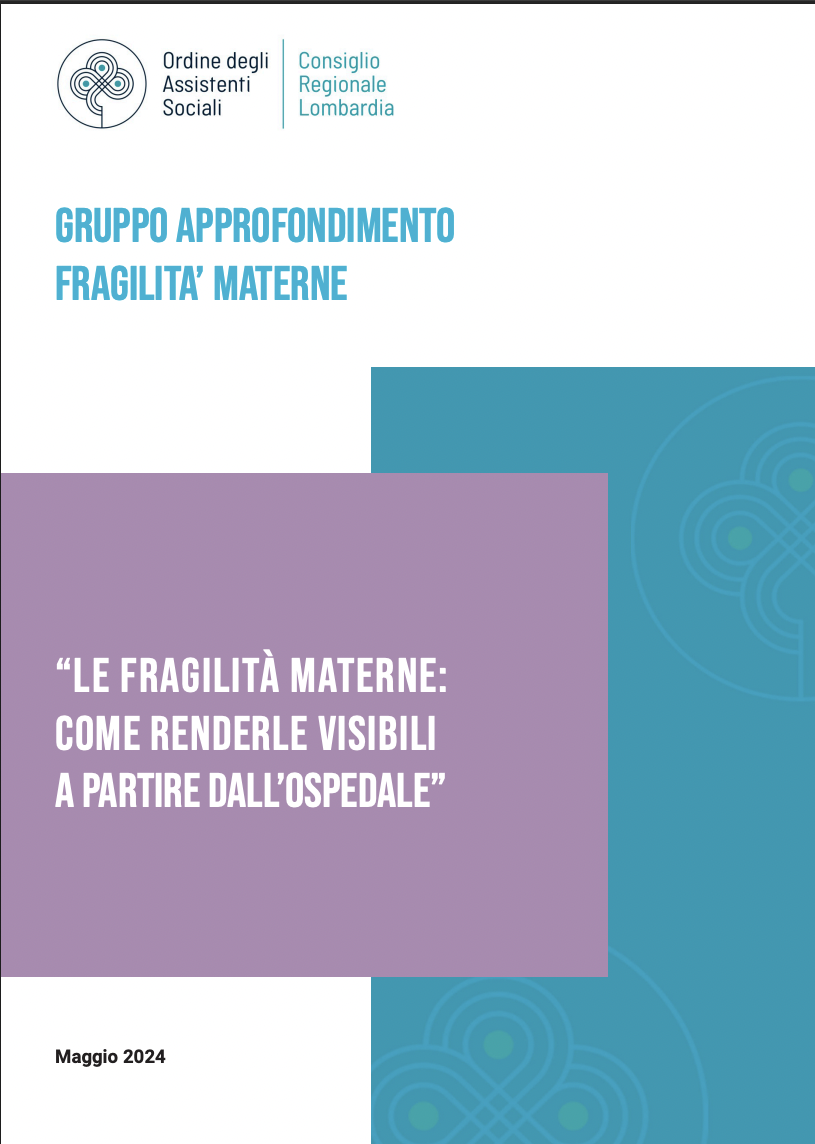 Ordine degli
Assistenti
Sociali
Consiglio
Regionale
Lombardia
GRUPPO APPROFONDIMENTO
FRAGILITA’ MATERNE
“LE FRAGILITÀ MATERNE:
COME RENDERLE VISIBILI
A PARTIRE DALL’OSPEDALE”
Maggio 2024